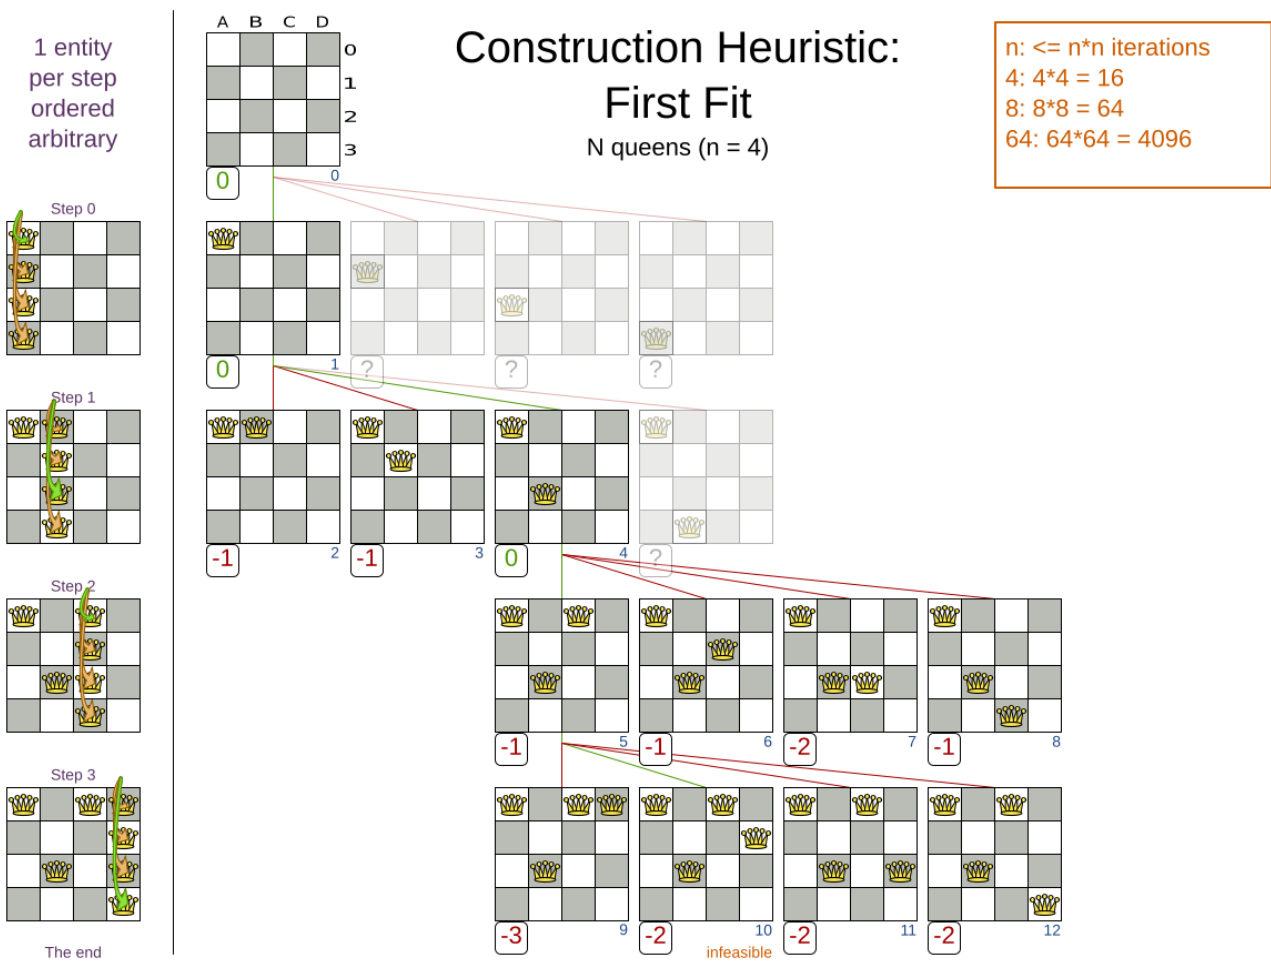 1 entity
per step
ordered
arbitrary
A B C D
0
1
2
3
0
0
Construction Heuristic:
First Fit
N queens (n = 4)
n: <= n*n iterations
4: 4*4 = 16
8: 8*8 = 64
64: 64*64 = 4096
Step 0
0
1
?
?
?
Step 1
-1
2
-1
3
0
4
?
Step 2
-1
5
-1
6
-2
7
-1
8
Step 3
-3
9
-2
10
-2
11
-2
12
The end
infeasible